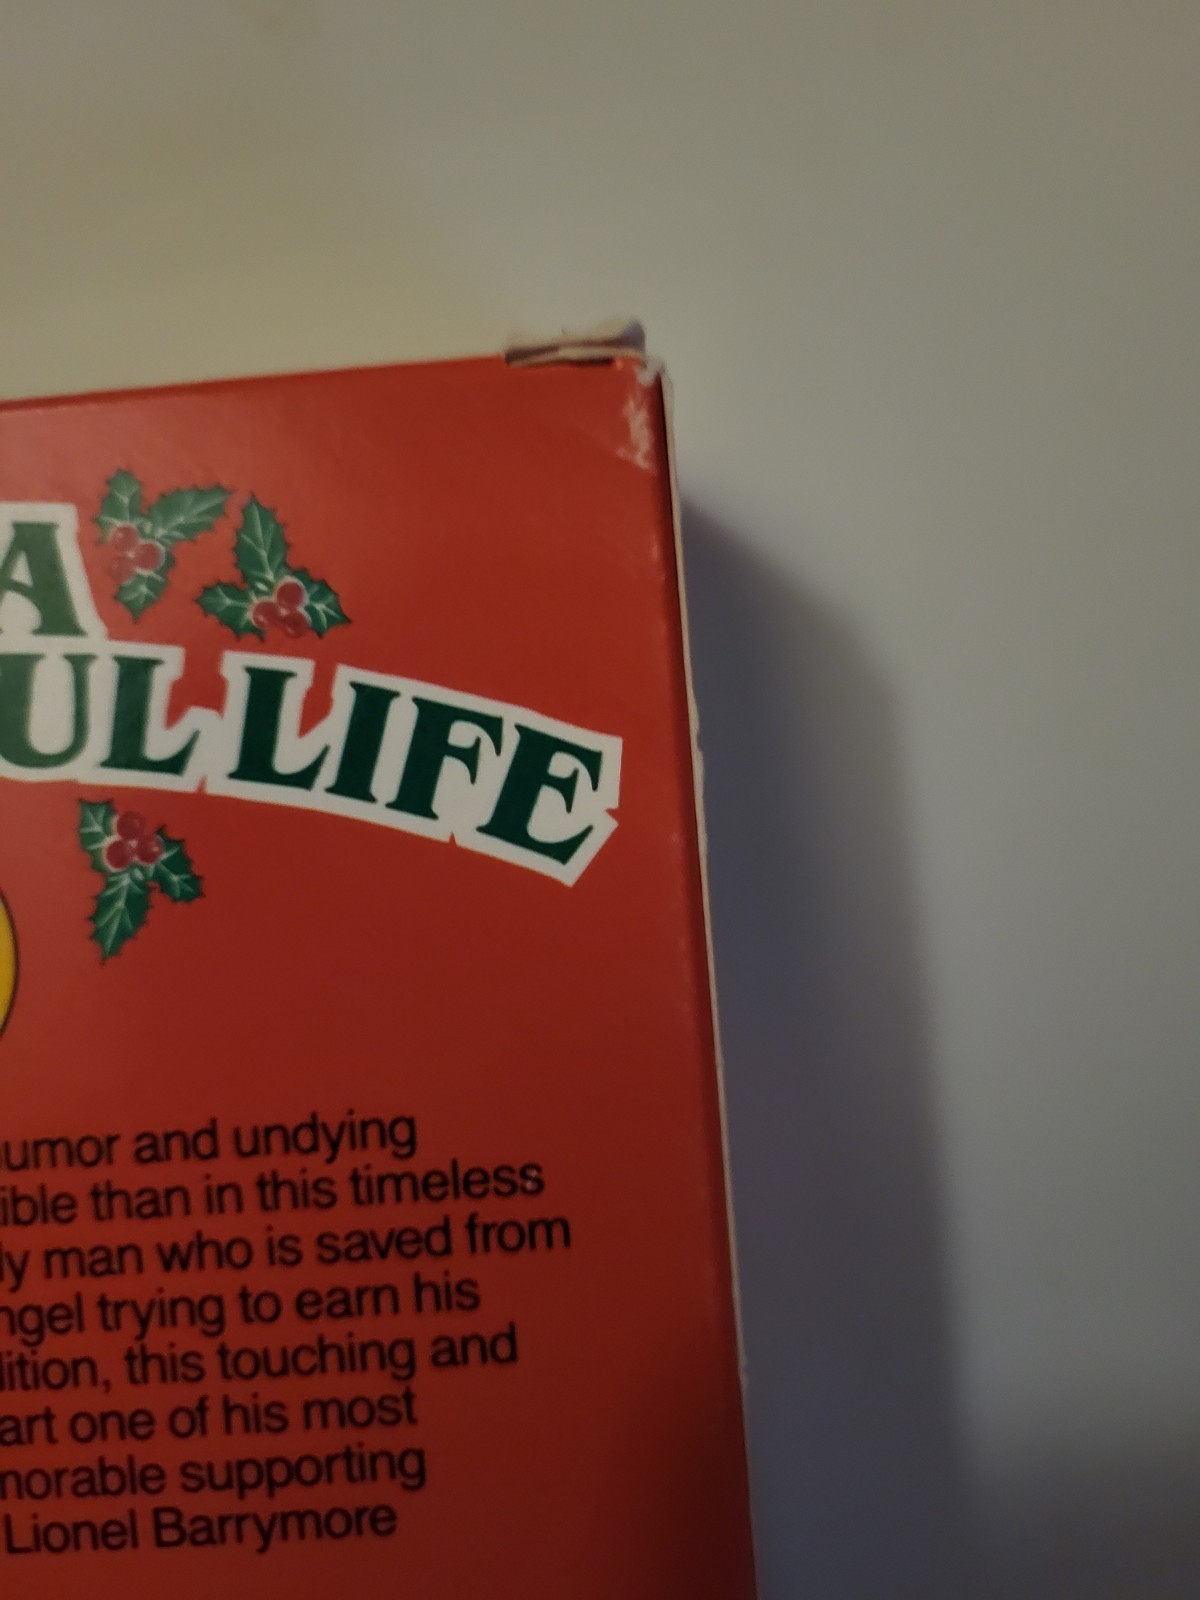 A
UL LIFE
umor and undying
ible than in this timeless
ly man who is saved from
ngel trying to earn his
dition, this touching and
art one of his most
morable supporting
Lionel Barrymore